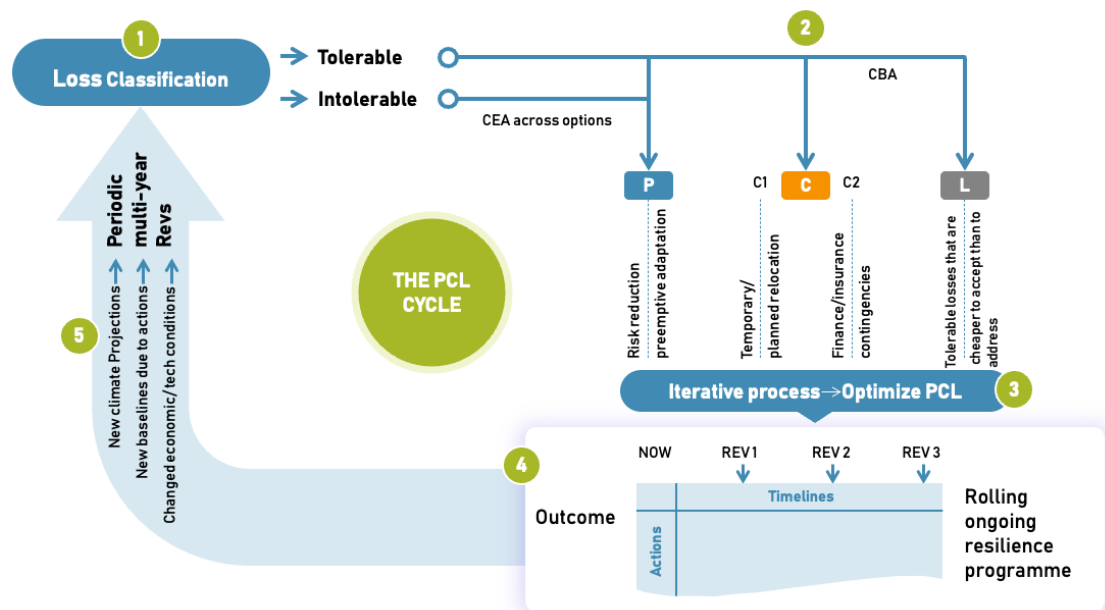 1
Loss Classification
Tolerable
Intolerable
2
CBA
CEA across options
P
C1
C
C2
L
Risk reduction
preemptive adaptation
Temporary/
planned relocation
Finance/insurance
contingencies
Tolerable losses that are
cheaper to accept than to
address
THE PCL
CYCLE
Periodic
multi-year
Revs
New climate Projections
New baselines due to actions
Changed economic/tech conditions
5
Iterative process→Optimize PCL
3
4
NOW
REV 1
REV 2
REV 3
Timelines
Outcome
Actions
Rolling
ongoing
resilience
programme